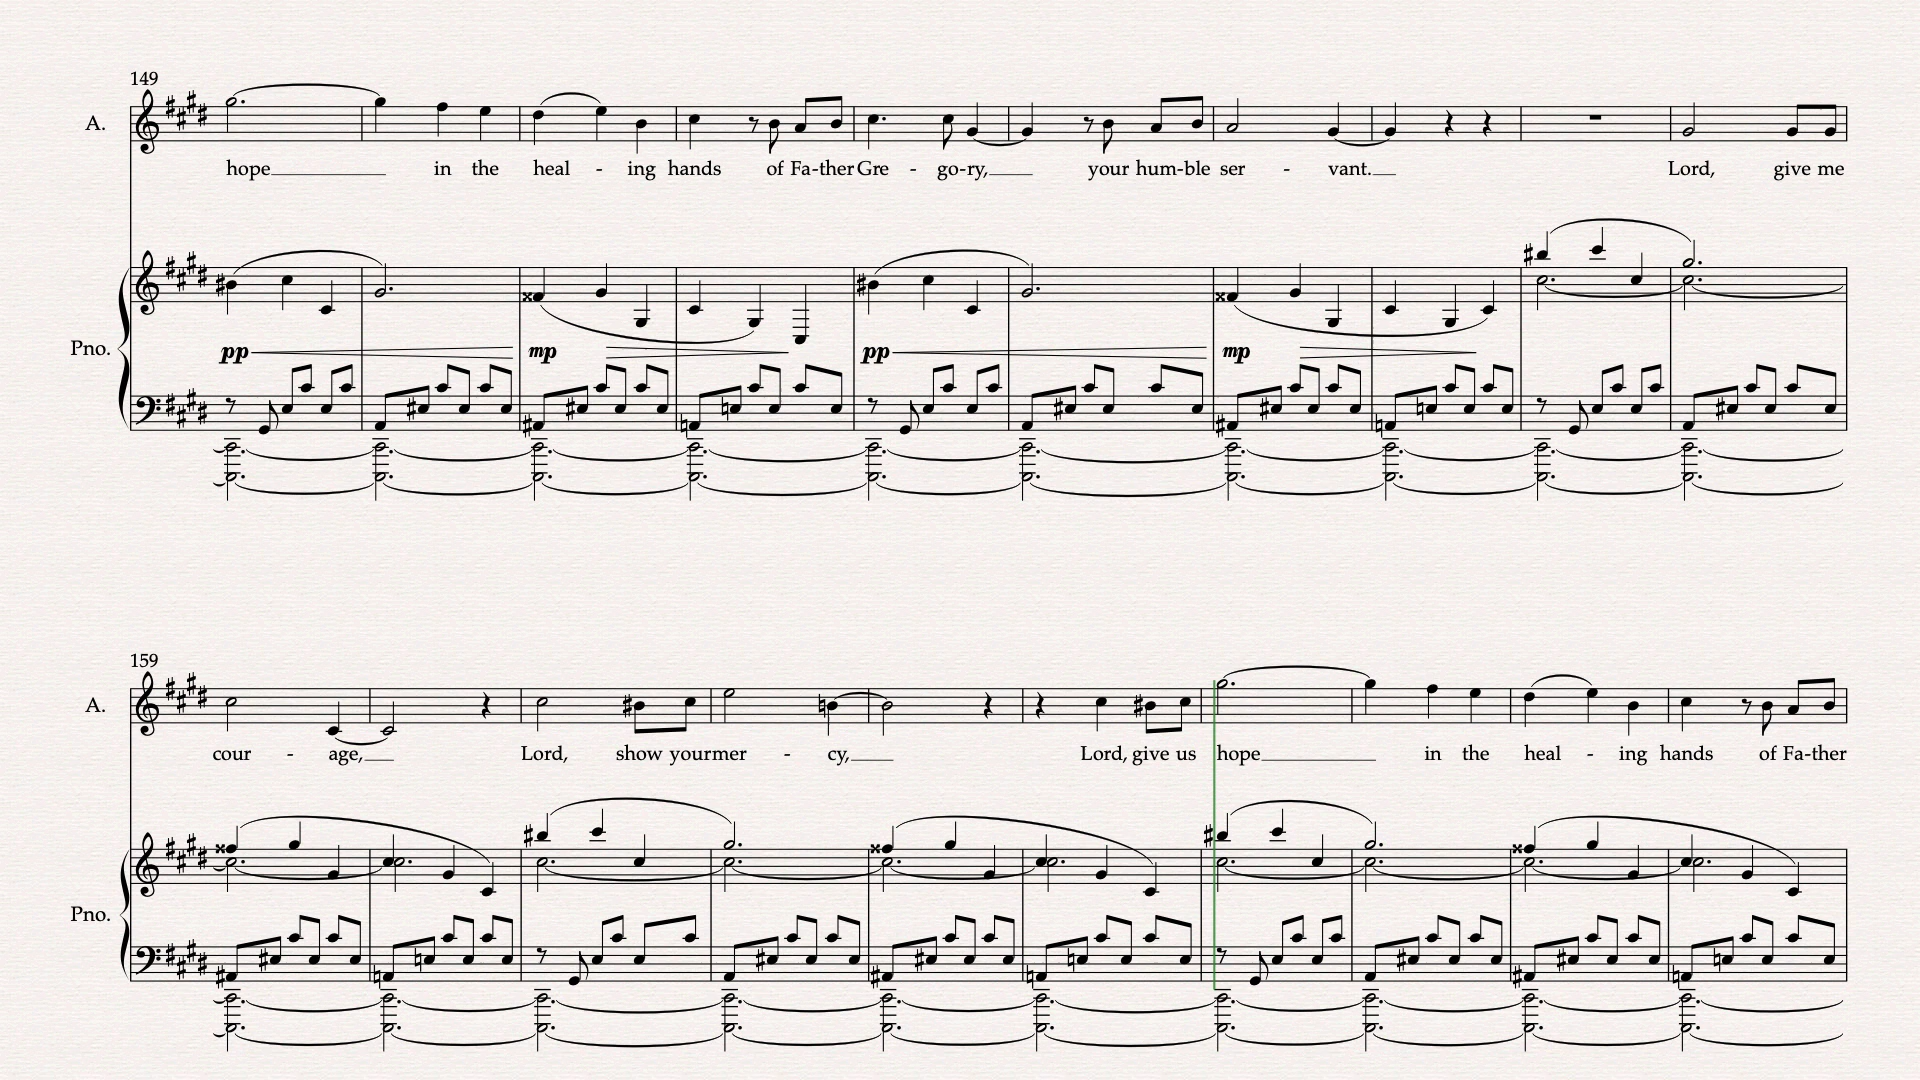 149
A.
hope in the heal - ing hands of Fa-ther Gre - go-ry, your hum-ble ser - vant. Lord, give me
Pno.
pp mp pp mp
159
A.
cour - age, Lord, show your mer - cy, Lord, give us hope in the heal - ing hands of Fa-ther
Pno.